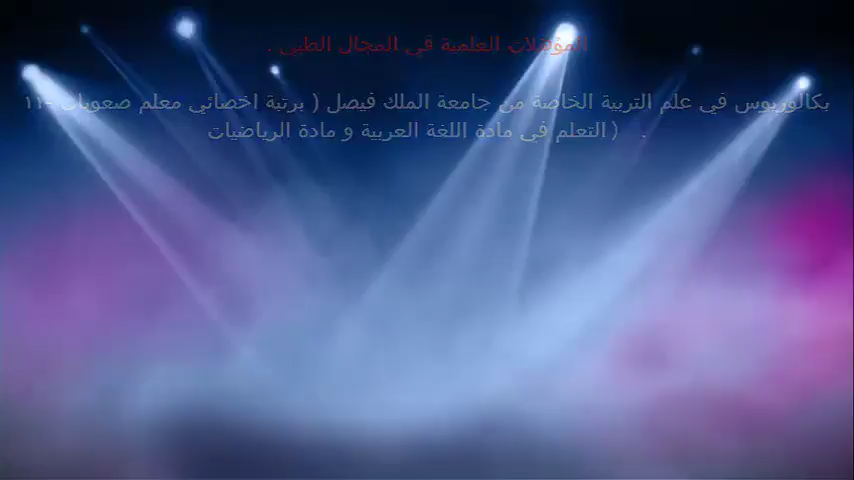 المؤهلات العلمية في المجال الطبي .
١١- بكالوريوس في علم التربية الخاصة من جامعة الملك فيصل ( برتبة اخصائي معلم صعوبات
التعلم في مادة اللغة العربية و مادة الرياضيات ) .